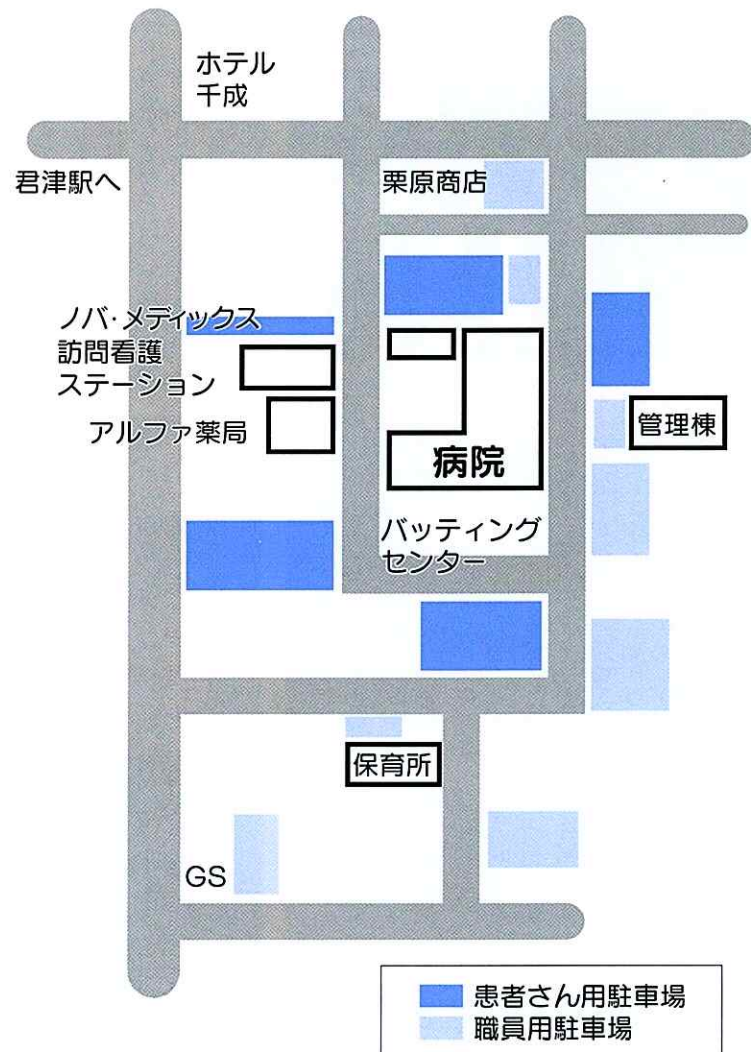 ホテル
千成
君津駅へ
栗原商店
ノバ・メディックス
訪問看護
ステーション
アルファ薬局
管理棟
病院
バッティング
センター
保育所
GS
患者さん用駐車場
職員用駐車場